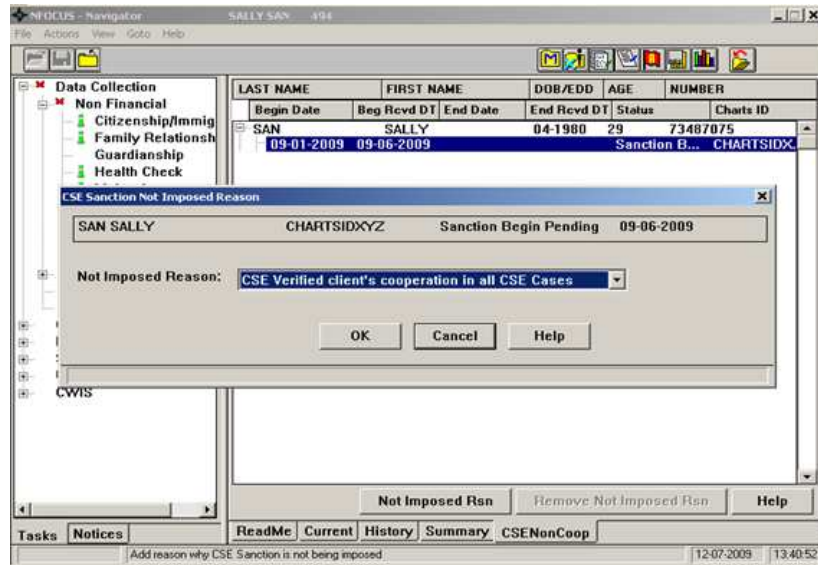 NFOCUS - Navigator SALLY SAN 494
File Actions View Goto Help
Data Collection
Non Financial
Citizenship/Immig
Family Relationsh
Guardianship
Health Check
CWIS
LAST NAME FIRST NAME DOB/EDD AGE NUMBER
Begin Date Beg Rcvd DT End Date End Rcvd DT Status Charts ID
SAN SALLY 04-1980 29 73487075
09-01-2009 09-06-2009 Sanction B... CHARTSIDX
CSE Sanction Not Imposed Reason
SAN SALLY CHARTSIDXYZ Sanction Begin Pending 09-06-2009
Not Imposed Reason: CSE Verified client's cooperation in all CSE Cases
OK Cancel Help
Not Imposed Rsn Remove Not Imposed Rsn Help
Tasks Notices
ReadMe Current History Summary CSENonCoop
Add reason why CSE Sanction is not being imposed 12-07-2009 13:40:52